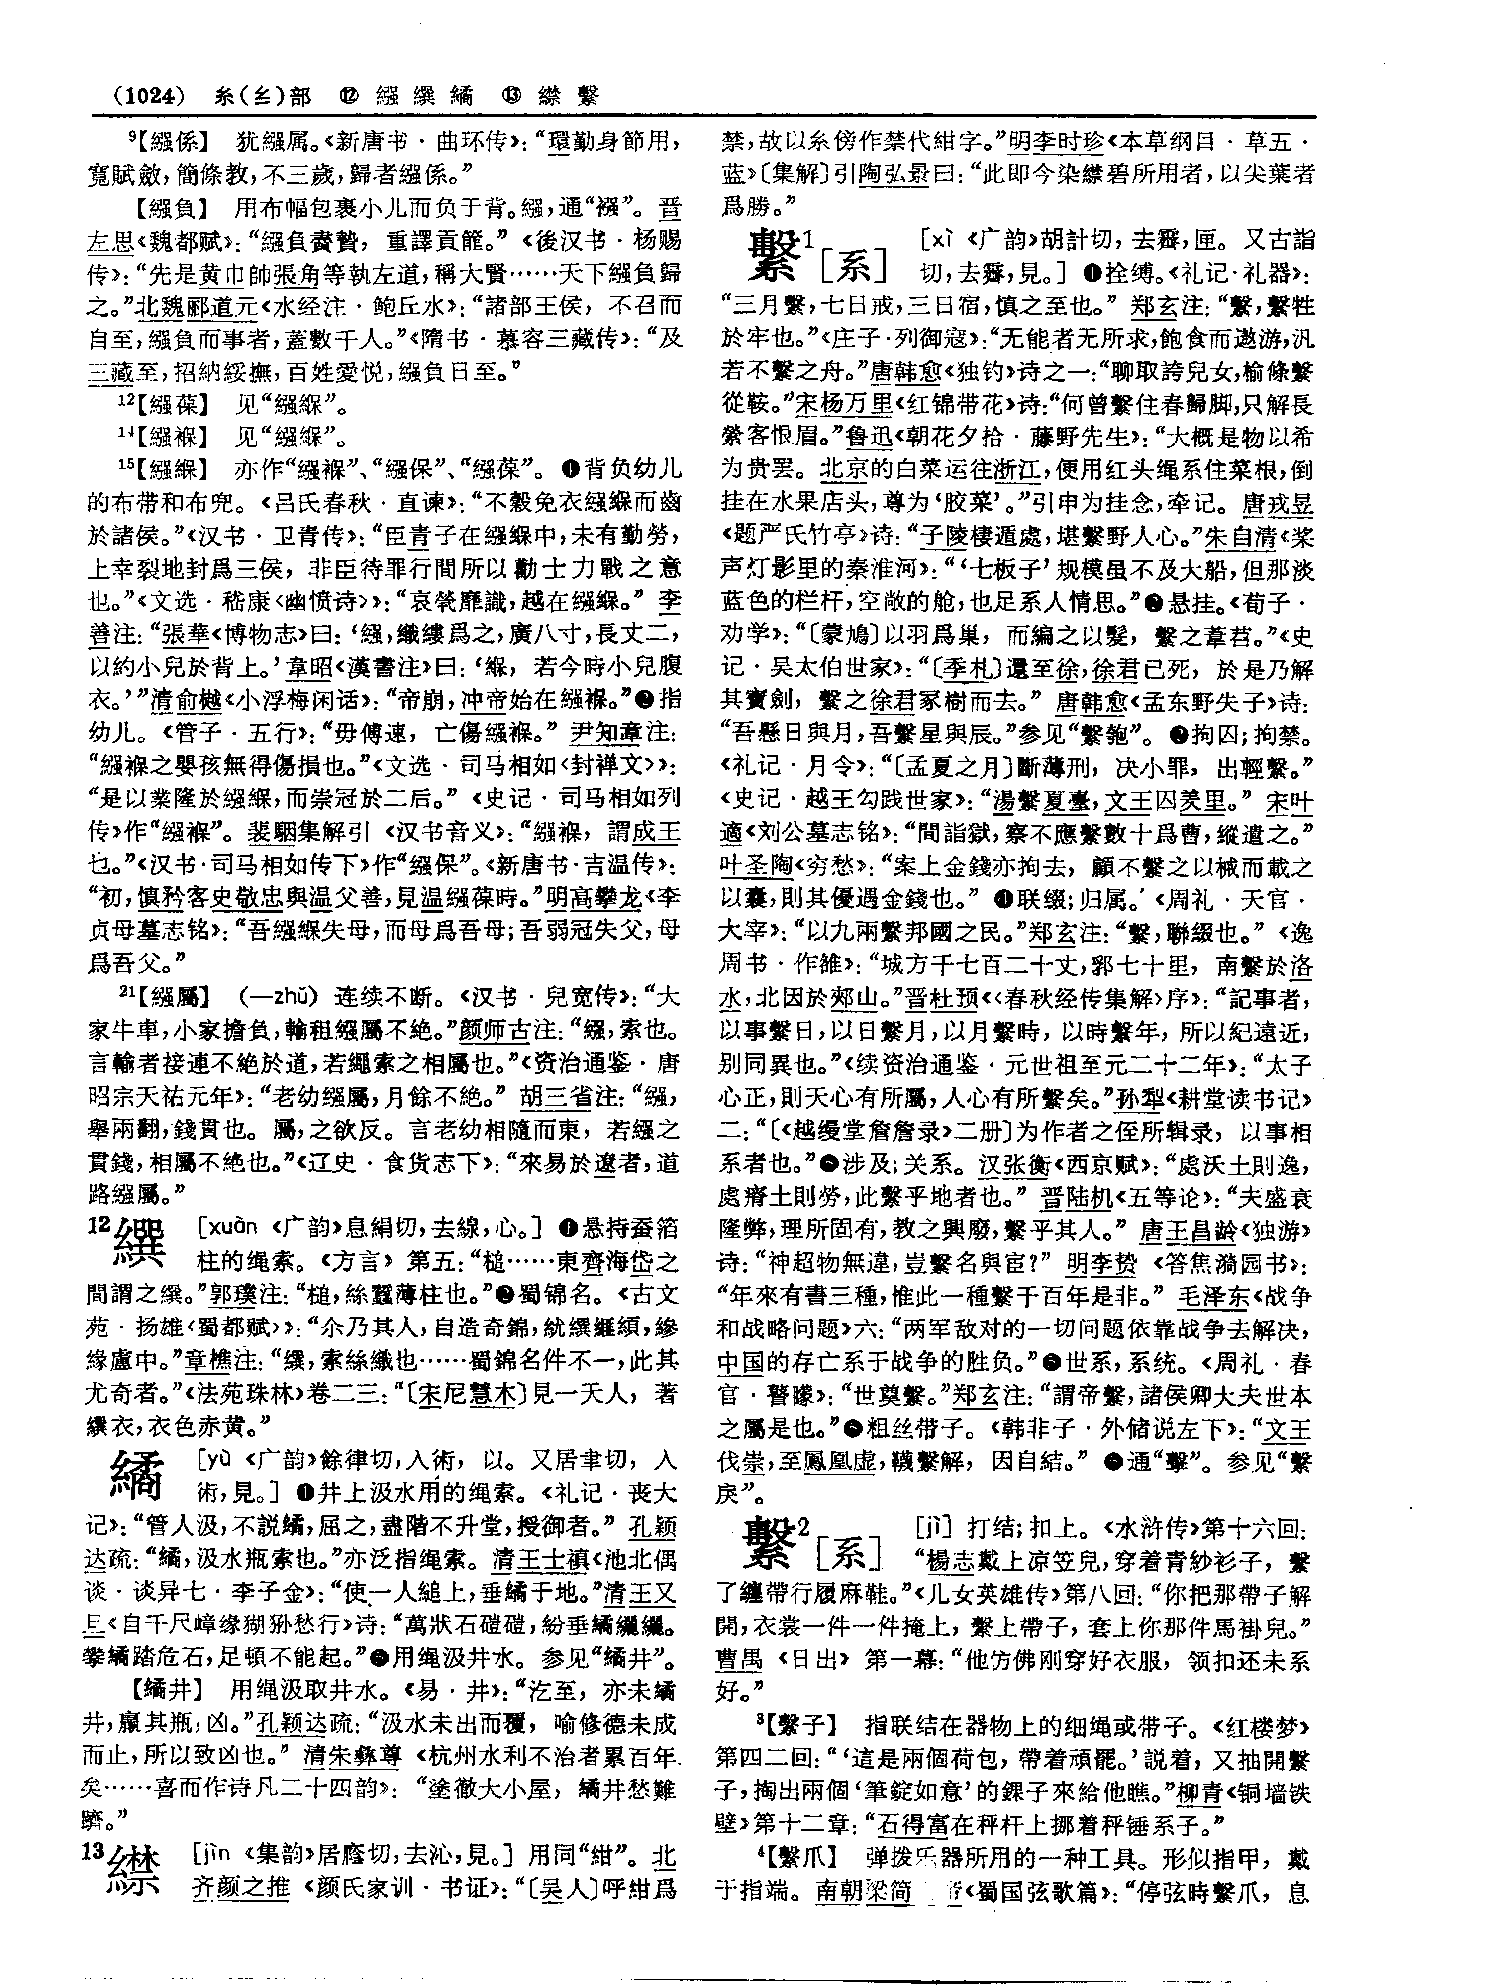 (1024) 糸(纟)部 ⑫ 繈 繏 繘 ⑬ 縩 繫
⁹【繈係】 犹繈属。《新唐书·曲环传》:“環勤身節用,
寬賦斂,簡條教,不三歲,歸者繈係。”
【繈負】 用布幅包裹小儿而负于背。繈,通“襁”。晋
左思《魏都赋》:“繈負賮贄,重譯貢篚。”《後汉书·杨赐
传》:“先是黄巾帥張角等執左道,稱大賢……天下繈負歸
之。”北魏郦道元《水经注·鲍丘水》:“諸部王侯,不召而
自至,繈負而事者,蓋數千人。”《隋书·慕容三藏传》:“及
三藏至,招納綏撫,百姓愛悦,繈負日至。”
¹²【繈葆】 见“繈緥”。
¹⁴【繈褓】 见“繈緥”。
¹⁵【繈緥】 亦作“繈褓”、“繈保”、“繈葆”。❶背负幼儿
的布带和布兜。《吕氏春秋·直谏》:“不穀免衣繈緥而齒
於諸侯。”《汉书·卫青传》:“臣青子在繈緥中,未有勤勞,
上幸裂地封爲三侯,非臣待罪行間所以勸士力戰之意
也。”《文选·嵇康〈幽愤诗〉》:“哀煢靡識,越在繈緥。”李
善注:“張華《博物志》曰:‘繈,織縷爲之,廣八寸,長丈二,
以約小兒於背上。’章昭《漢書注》曰:‘緥,若今時小兒腹
衣。’”清俞樾《小浮梅闲话》:“帝崩,冲帝始在繈褓。”❷指
幼儿。《管子·五行》:“毋傅速,亡傷繈褓。”尹知章注:
“繈褓之嬰孩無得傷損也。”《文选·司马相如〈封禅文〉》:
“是以業隆於繈緥,而崇冠於二后。”《史记·司马相如列
传》作“繈褓”。裴駰集解引《汉书音义》:“繈褓,謂成王
也。”《汉书·司马相如传下》作“繈保”。《新唐书·吉温传》:
“初,慎矜客史敬忠與温父善,見温繈葆時。”明高攀龙《李
贞母墓志铭》:“吾繈緥失母,而母爲吾母;吾弱冠失父,母
爲吾父。”
²¹【繈屬】 (—zhǔ) 连续不断。《汉书·兒宽传》:“大
家牛車,小家擔負,輸租繈屬不絶。”颜师古注:“繈,索也。
言輸者接連不絶於道,若繩索之相屬也。”《资治通鉴·唐
昭宗天祐元年》:“老幼繈屬,月餘不絶。”胡三省注:“繈,
舉兩翻,錢貫也。屬,之欲反。言老幼相隨而東,若繈之
貫錢,相屬不絶也。”《辽史·食货志下》:“來易於遼者,道
路繈屬。”
12繏 [xuàn《广韵》息絹切,去線,心。] ❶悬持蚕箔
柱的绳索。《方言》第五:“槌……東齊海岱之
間謂之繏。”郭璞注:“槌,絲蠶薄柱也。”❷蜀锦名。《古文
苑·扬雄〈蜀都赋〉》:“尒乃其人,自造奇錦,紌繏䋺䋶,縿
緣盧中。”章樵注:“繏,索絲織也……蜀錦名件不一,此其
尤奇者。”《法苑珠林》卷二三:“〔宋尼慧木〕見一天人,著
繏衣,衣色赤黄。”
繘 [yù《广韵》餘律切,入術,以。又居聿切,入
術,見。] ❶井上汲水用的绳索。《礼记·丧大
记》:“管人汲,不説繘,屈之,盡階不升堂,授御者。”孔颖
达疏:“繘,汲水瓶索也。”亦泛指绳索。清王士禛《池北偶
谈·谈异七·李子金》:“使一人縋上,垂繘于地。”清王又
旦《自千尺㠉缘猢狲愁行》诗:“萬狀石磑磑,紛垂繘纚纚。
攀繘踏危石,足頓不能起。”❷用绳汲井水。参见“繘井”。
【繘井】 用绳汲取井水。《易·井》:“汔至,亦未繘
井,羸其瓶,凶。”孔颖达疏:“汲水未出而覆,喻修德未成
而止,所以致凶也。”清朱彝尊《杭州水利不治者累百年
矣……喜而作诗凡二十四韵》:“塗徹大小屋,繘井愁難
隮。”
13縩 [jìn《集韵》居廕切,去沁,見。] 用同“紺”。北
齐颜之推《颜氏家训·书证》:“〔吴人〕呼紺爲
禁,故以糸傍作禁代紺字。”明李时珍《本草纲目·草五·
蓝》〔集解〕引陶弘景曰:“此即今染縩碧所用者,以尖葉者
爲勝。”
繫¹[系] [xì《广韵》胡計切,去霽,匣。又古詣
切,去霽,見。] ❶拴缚。《礼记·礼器》:
“三月繫,七日戒,三日宿,慎之至也。”郑玄注:“繫,繫牲
於牢也。”《庄子·列御寇》:“无能者无所求,飽食而遨游,汎
若不繫之舟。”唐韩愈《独钓》诗之一:“聊取誇兒女,榆條繫
從鞍。”宋杨万里《红锦带花》诗:“何曾繫住春歸脚,只解長
縈客恨眉。”鲁迅《朝花夕拾·藤野先生》:“大概是物以希
为贵罢。北京的白菜运往浙江,便用红头绳系住菜根,倒
挂在水果店头,尊为‘胶菜’。”引申为挂念,牵记。唐戎昱
《题严氏竹亭》诗:“子陵棲遁處,堪繫野人心。”朱自清《桨
声灯影里的秦淮河》:“‘七板子’规模虽不及大船,但那淡
蓝色的栏杆,空敞的舱,也足系人情思。”❷悬挂。《荀子·
劝学》:“〔蒙鳩〕以羽爲巢,而編之以髮,繫之葦苕。”《史
记·吴太伯世家》:“〔季札〕還至徐,徐君已死,於是乃解
其寶劍,繫之徐君冢樹而去。”唐韩愈《孟东野失子》诗:
“吾懸日與月,吾繫星與辰。”参见“繫匏”。❸拘囚;拘禁。
《礼记·月令》:“〔孟夏之月〕斷薄刑,决小罪,出輕繫。”
《史记·越王勾践世家》:“湯繫夏臺,文王囚羑里。”宋叶
適《刘公墓志铭》:“間詣獄,察不應繫數十爲曹,縱遣之。”
叶圣陶《穷愁》:“案上金錢亦拘去,顧不繫之以械而載之
以囊,則其優遇金錢也。”❹联缀;归属。《周礼·天官·
大宰》:“以九兩繫邦國之民。”郑玄注:“繫,聯綴也。”《逸
周书·作雒》:“城方千七百二十丈,郛七十里,南繫於洛
水,北因於郟山。”晋杜预《〈春秋经传集解〉序》:“記事者,
以事繫日,以日繫月,以月繫時,以時繫年,所以紀遠近,
别同異也。”《续资治通鉴·元世祖至元二十二年》:“太子
心正,則天心有所屬,人心有所繫矣。”孙犁《耕堂读书记》
二:“〔《越缦堂詹詹录》二册〕为作者之侄所辑录,以事相
系者也。”❺涉及;关系。汉张衡《西京赋》:“處沃土則逸,
處瘠土則勞,此繫乎地者也。”晋陆机《五等论》:“夫盛衰
隆弊,理所固有,教之興廢,繫乎其人。”唐王昌龄《独游》
诗:“神超物無違,豈繫名與宦?”明李贽《答焦漪园书》:
“年來有書三種,惟此一種繫于百年是非。”毛泽东《战争
和战略问题》六:“两军敌对的一切问题依靠战争去解决,
中国的存亡系于战争的胜负。”❻世系,系统。《周礼·春
官·瞽矇》:“世奠繫。”郑玄注:“謂帝繫,諸侯卿大夫世本
之屬是也。”❼粗丝带子。《韩非子·外储说左下》:“文王
伐崇,至鳳凰虚,韈繫解,因自結。”❽通“擊”。参见“繫
戾”。
繫²[系] [jì] 打结;扣上。《水浒传》第十六回:
“楊志戴上凉笠兒,穿着青紗衫子,繫
了纏帶行履麻鞋。”《儿女英雄传》第八回:“你把那帶子解
開,衣裳一件一件掩上,繫上帶子,套上你那件馬褂兒。”
曹禺《日出》第一幕:“他仿佛刚穿好衣服,领扣还未系
好。”
³【繫子】 指联结在器物上的细绳或带子。《红楼梦》
第四二回:“‘這是兩個荷包,帶着頑罷。’説着,又抽開繫
子,掏出兩個‘筆錠如意’的錁子來給他瞧。”柳青《铜墙铁
壁》第十二章:“石得富在秤杆上挪着秤锤系子。”
⁴【繫爪】 弹拨乐器所用的一种工具。形似指甲,戴
于指端。南朝梁简《蜀国弦歌篇》:“停弦時繫爪,息